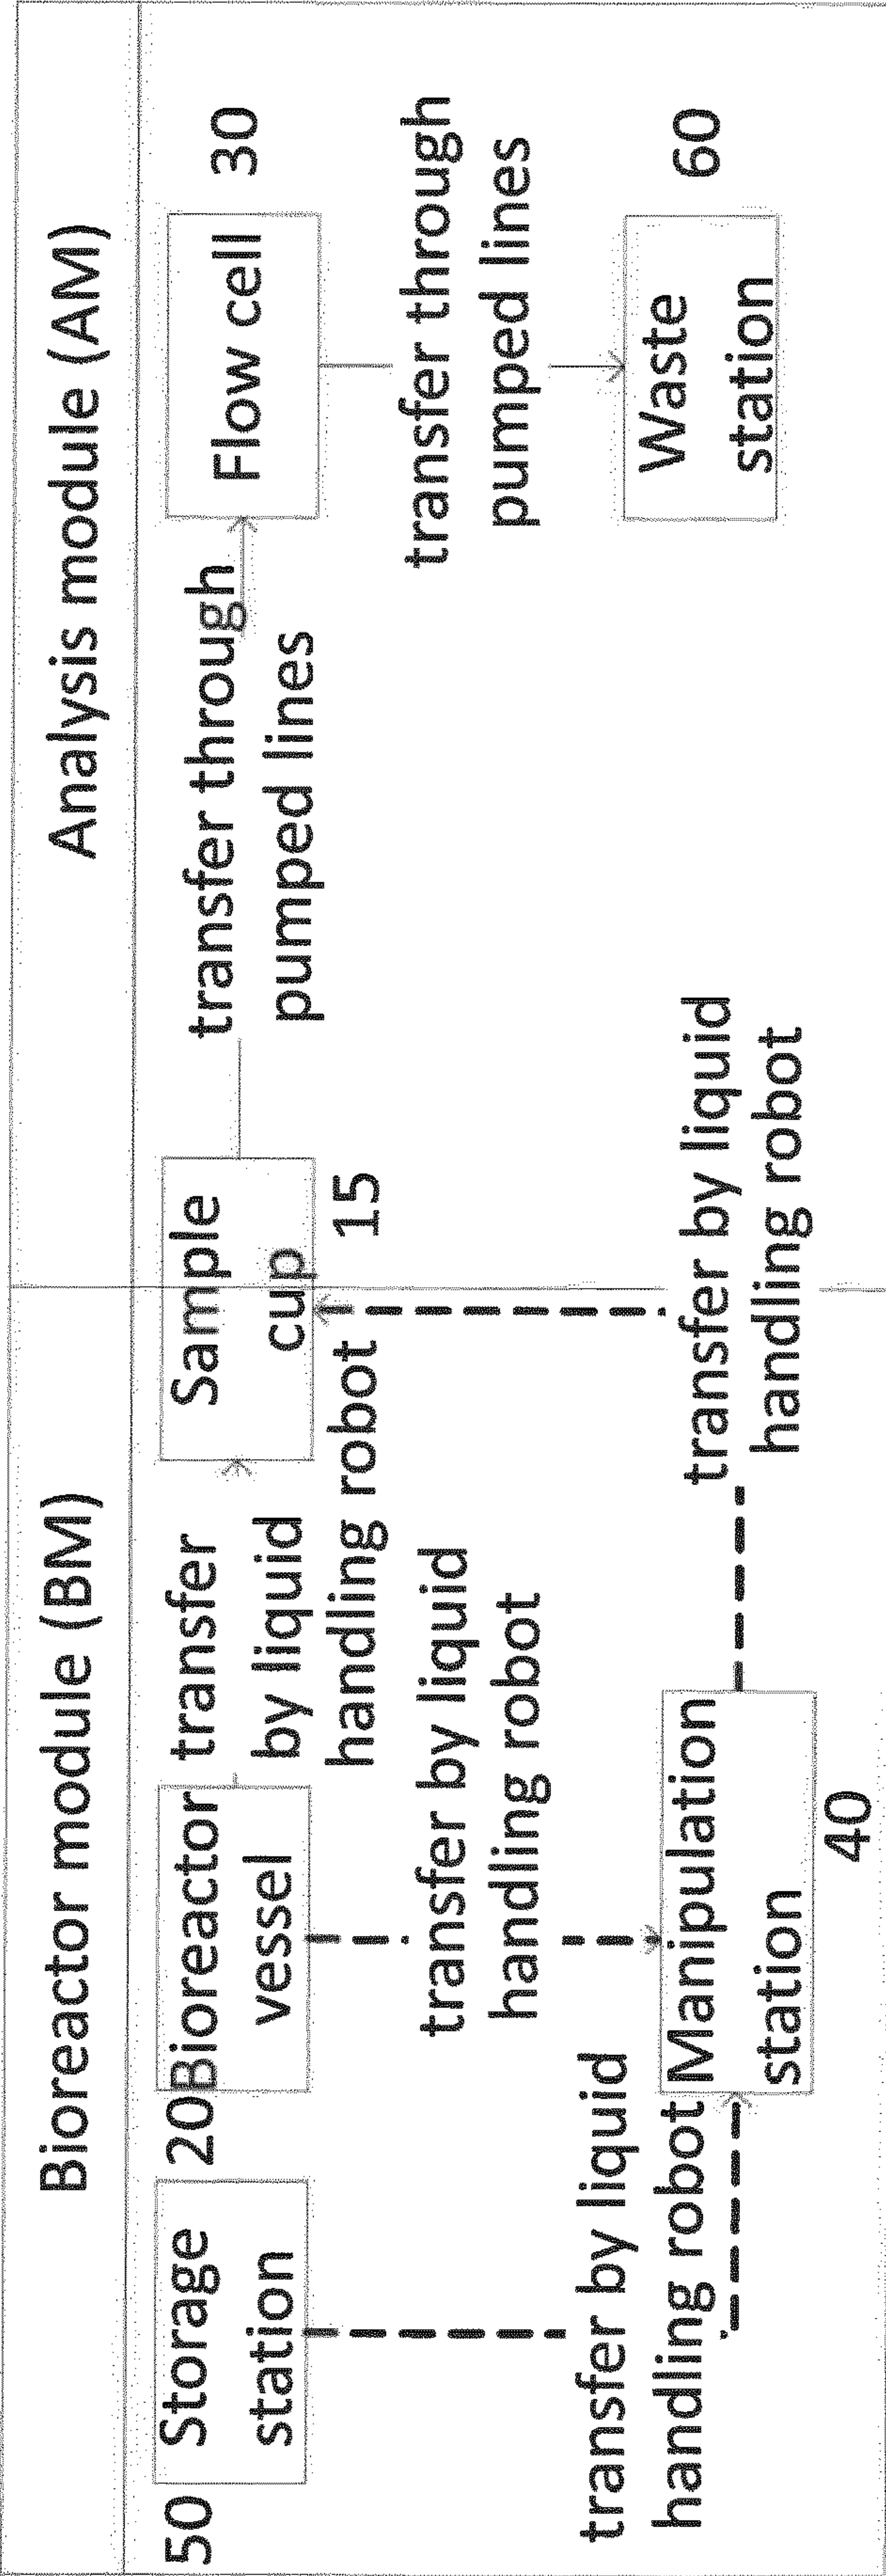 Bioreactor module (BM)
Analysis module (AM)
50
Storage
station
20
Bioreactor
vessel
transfer
by liquid
handling robot
Sample
cup
15
transfer through
pumped lines
Flow cell
30
transfer by liquid
handling robot
transfer through
pumped lines
transfer by liquid
handling robot
Manipulation
station
40
transfer by liquid
handling robot
Waste
station
60